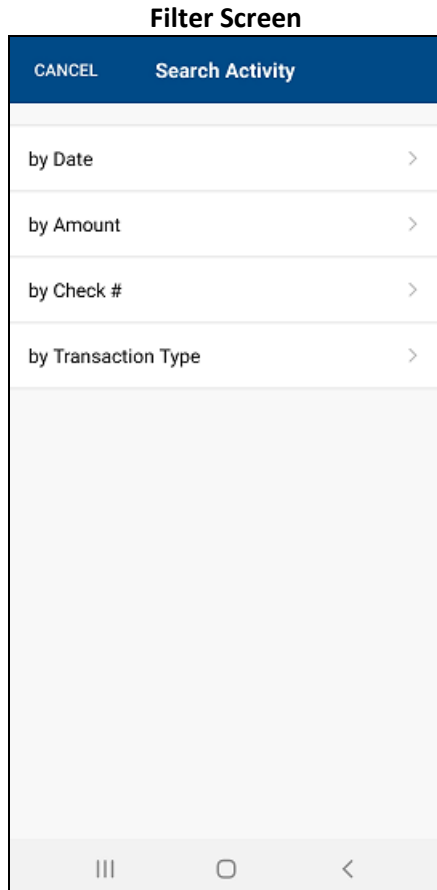 Filter Screen
CANCEL Search Activity
by Date
by Amount
by Check #
by Transaction Type